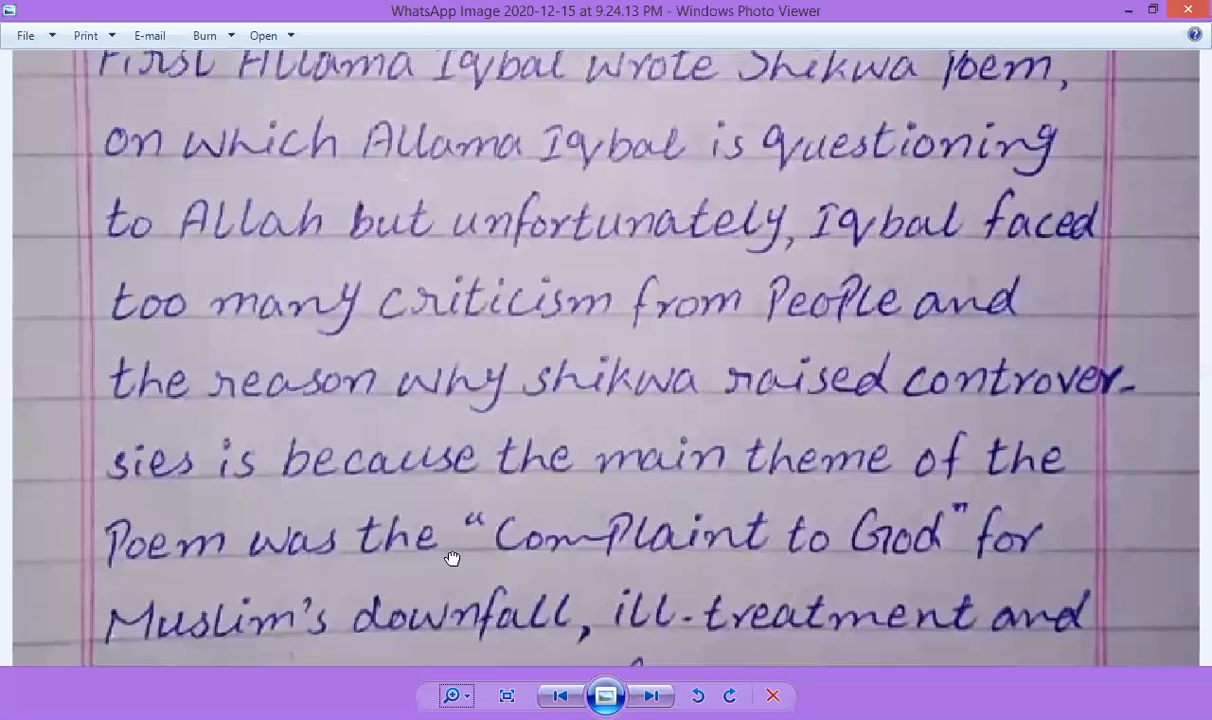 WhatsApp Image 2020-12-15 at 9.24.13 PM - Windows Photo Viewer
File Print E-mail Burn Open
First Allama Iqbal wrote Shikwa Poem,
on which Allama Iqbal is questioning
to Allah but unfortunately, Iqbal faced
too many criticism from People and
the reason why shikwa raised controver-
sies is because the main theme of the
Poem was the "Complaint to God" for
Muslim's downfall, ill-treatment and